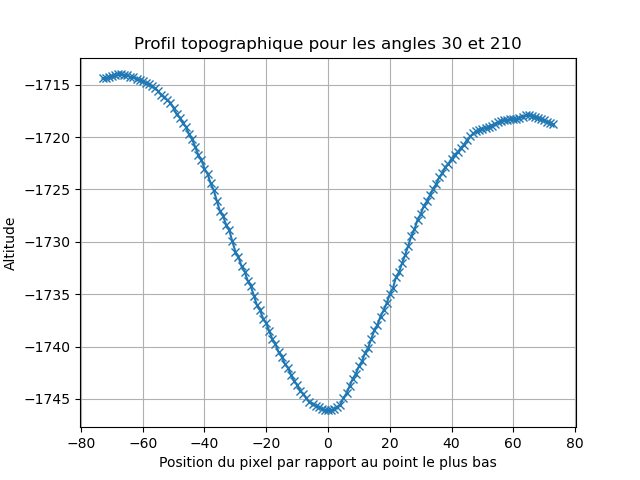 Profil topographique pour les angles 30 et 210
−1715
−1720
−1725
−1730
−1735
−1740
−1745
Altitude
−80 −60 −40 −20 0 20 40 60 80
Position du pixel par rapport au point le plus bas